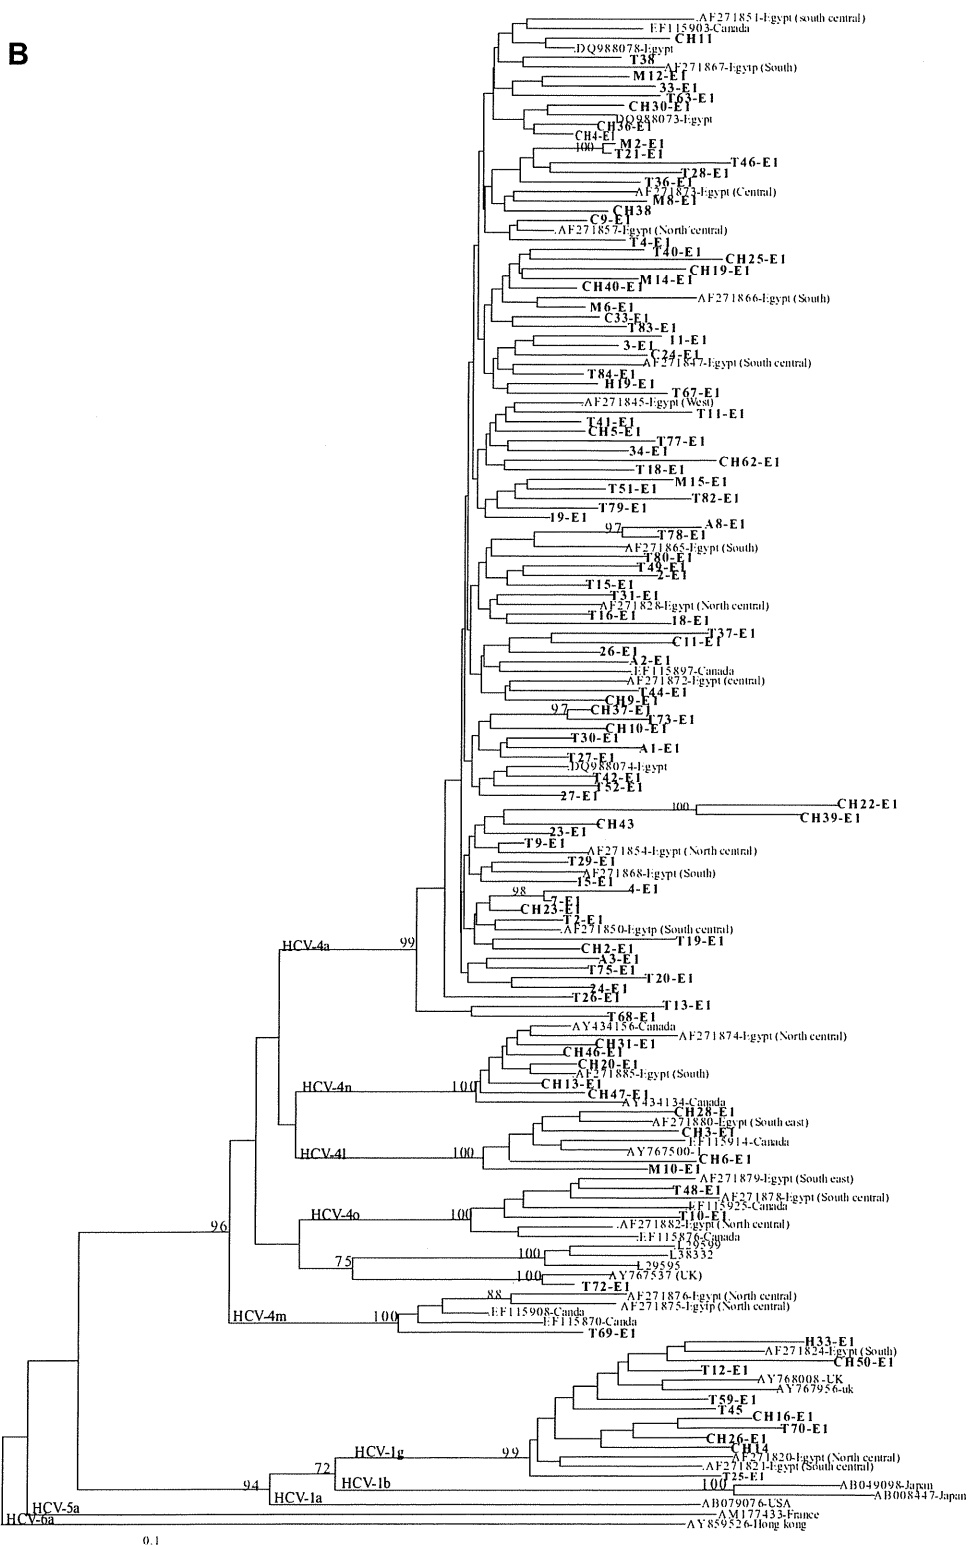 B
AF271851-Egypt (south central)
EF115903-Canada
CH11
DQ988078-Egypt
T38
AF271867-Egytp (South)
M12-E1
33-E1
T63-E1
CH30-E1
DQ988073-Egypt
CH36-E1
CH4-E1
100
M2-E1
T21-E1
T46-E1
T28-E1
T36-E1
AF271873-Egypt (Central)
M8-E1
CH38
C9-E1
AF271857-Egypt (North central)
T4-E1
T40-E1
CH25-E1
CH19-E1
M14-E1
CH40-E1
AF271866-Egypt (South)
M6-E1
C33-E1
T83-E1
11-E1
3-E1
C24-E1
AF271847-Egypt (South central)
T84-E1
H19-E1
T67-E1
AF271845-Egypt (West)
T11-E1
T41-E1
CH5-E1
T77-E1
34-E1
CH62-E1
T18-E1
M15-E1
T51-E1
T82-E1
T79-E1
19-E1
97
A8-E1
T78-E1
AF271865-Egypt (South)
T80-E1
T49-E1
2-E1
T15-E1
T31-E1
AF271828-Egypt (North central)
T16-E1
18-E1
T37-E1
C11-E1
26-E1
A2-E1
EF115897-Canada
AF271872-Egypt (central)
T44-E1
CH9-E1
97
CH37-E1
T73-E1
CH10-E1
T30-E1
A1-E1
T27-E1
DQ988074-Egypt
T42-E1
T52-E1
27-E1
100
CH22-E1
CH39-E1
CH43
23-E1
T9-E1
AF271854-Egypt (North central)
T29-E1
AF271868-Egypt (South)
15-E1
98
4-E1
7-E1
CH23-E1
T2-E1
AF271850-Egytp (South central)
T19-E1
HCV-4a
99
CH2-E1
A3-E1
T75-E1
T20-E1
24-E1
T26-E1
T13-E1
T68-E1
AY434156-Canada
AF271874-Egypt (North central)
CH31-E1
CH46-E1
CH20-E1
AF271885-Egypt (South)
CH13-E1
HCV-4n
100
CH47-E1
AY434134-Canada
CH28-E1
AF271880-Egypt (South east)
CH3-E1
EF115914-Canada
AY767500-1
HCV-4l
100
CH6-E1
M10-E1
AF271879-Egypt (South east)
T48-E1
AF271878-Egypt (South central)
EF115925-Canada
HCV-4o
100
T10-E1
AF271882-Egypt (North central)
96
EF115876-Canada
L29599
100
L38332
75
L29595
100
AY767537 (UK)
T72-E1
88
AF271876-Egypt (North central)
AF271875-Egytp (North central)
EF115908-Canda
HCV-4m
100
EF115870-Canda
T69-E1
H33-E1
AF271824-Egypt (South)
CH50-E1
T12-E1
AY768008-UK
AY767956-uk
T59-E1
T45
CH16-E1
T70-E1
CH26-E1
CH14
HCV-1g
99
AF271820-Egypt (North central)
AF271821-Egypt (South central)
72
T25-E1
94
HCV-1b
100
AB049098-Japan
AB008447-Japan
HCV-1a
AB079076-USA
HCV-5a
AM177433-France
HCV-6a
AY859526-Hong kong
0.1